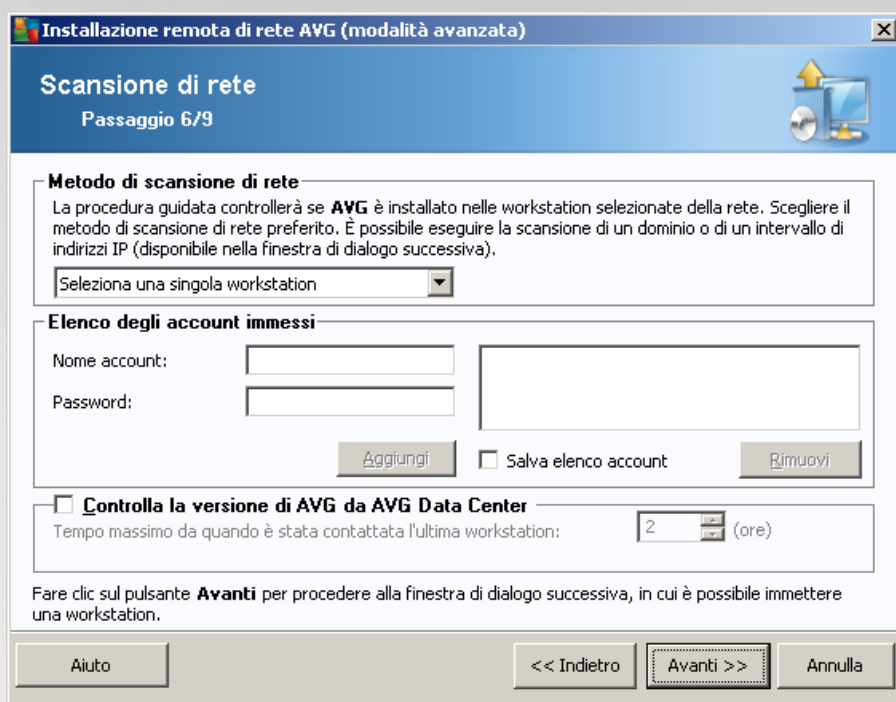 Installazione remota di rete AVG (modalità avanzata)
Scansione di rete
Passaggio 6/9
Metodo di scansione di rete
La procedura guidata controllerà se AVG è installato nelle workstation selezionate della rete. Scegliere il
metodo di scansione di rete preferito. È possibile eseguire la scansione di un dominio o di un intervallo di
indirizzi IP (disponibile nella finestra di dialogo successiva).
Seleziona una singola workstation
Elenco degli account immessi
Nome account:
Password:
Aggiungi
Salva elenco account
Rimuovi
Controlla la versione di AVG da AVG Data Center
Tempo massimo da quando è stata contattata l'ultima workstation:
2
(ore)
Fare clic sul pulsante Avanti per procedere alla finestra di dialogo successiva, in cui è possibile immettere
una workstation.
Aiuto
<< Indietro
Avanti >>
Annulla